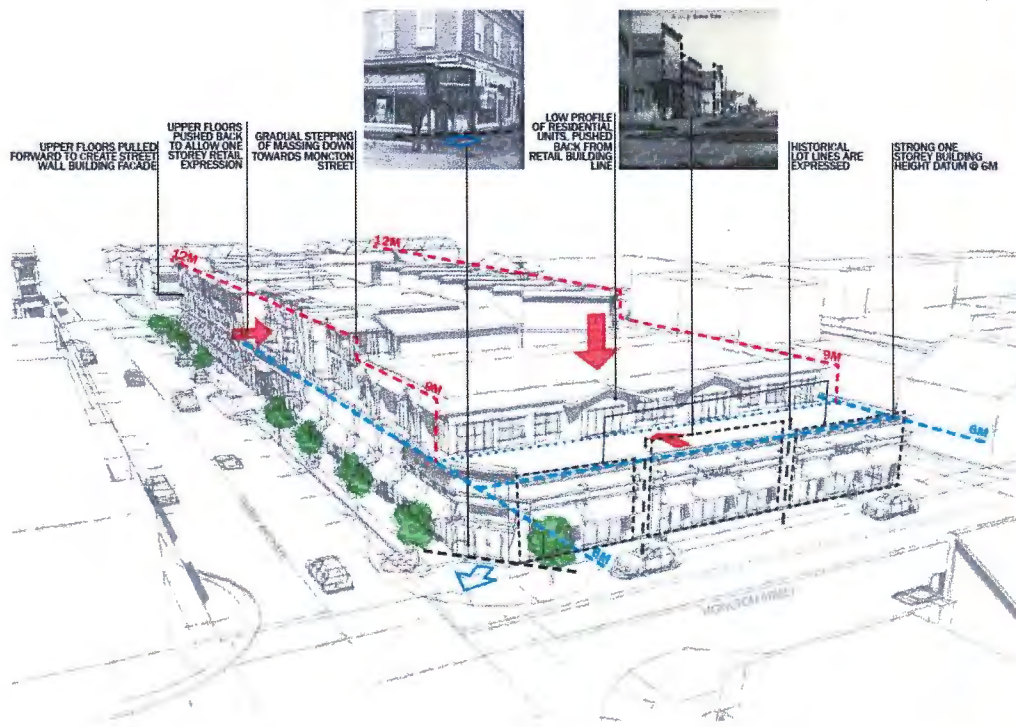 UPPER FLOORS PULLED
FORWARD TO CREATE STREET
WALL BUILDING FACADE
UPPER FLOORS
PUSHED BACK
TO ALLOW ONE
STOREY RETAIL
EXPRESSION
GRADUAL STEPPING
OF MASSING DOWN
TOWARDS MONCTON
STREET
LOW PROFILE
OF RESIDENTIAL
UNITS, PUSHED
BACK FROM
RETAIL BUILDING
LINE
HISTORICAL
LOT LINES ARE
EXPRESSED
STRONG ONE
STOREY BUILDING
HEIGHT DATUM @ 6M
12M
12M
9M
9M
6M
MONCTON STREET